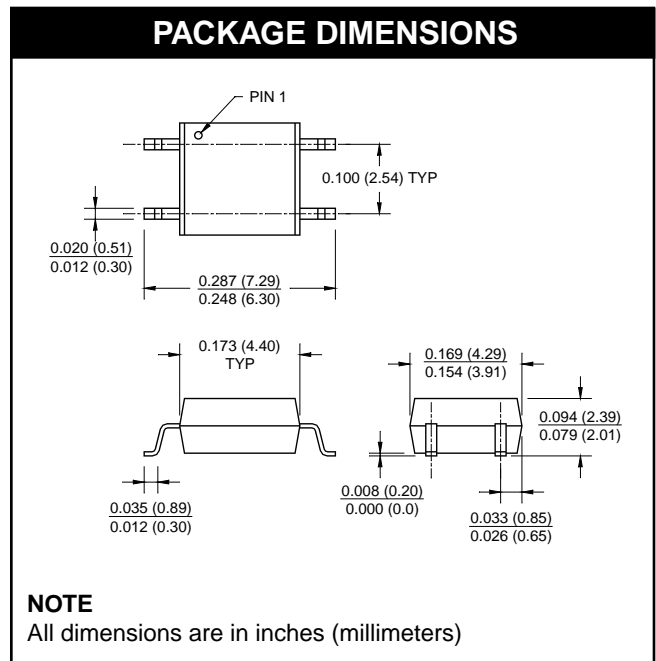 PACKAGE DIMENSIONS
PIN 1
0.100 (2.54) TYP
0.020 (0.51)
0.012 (0.30)
0.287 (7.29)
0.248 (6.30)
0.173 (4.40)
TYP
0.169 (4.29)
0.154 (3.91)
0.094 (2.39)
0.079 (2.01)
0.035 (0.89)
0.012 (0.30)
0.008 (0.20)
0.000 (0.0)
0.033 (0.85)
0.026 (0.65)
NOTE
All dimensions are in inches (millimeters)